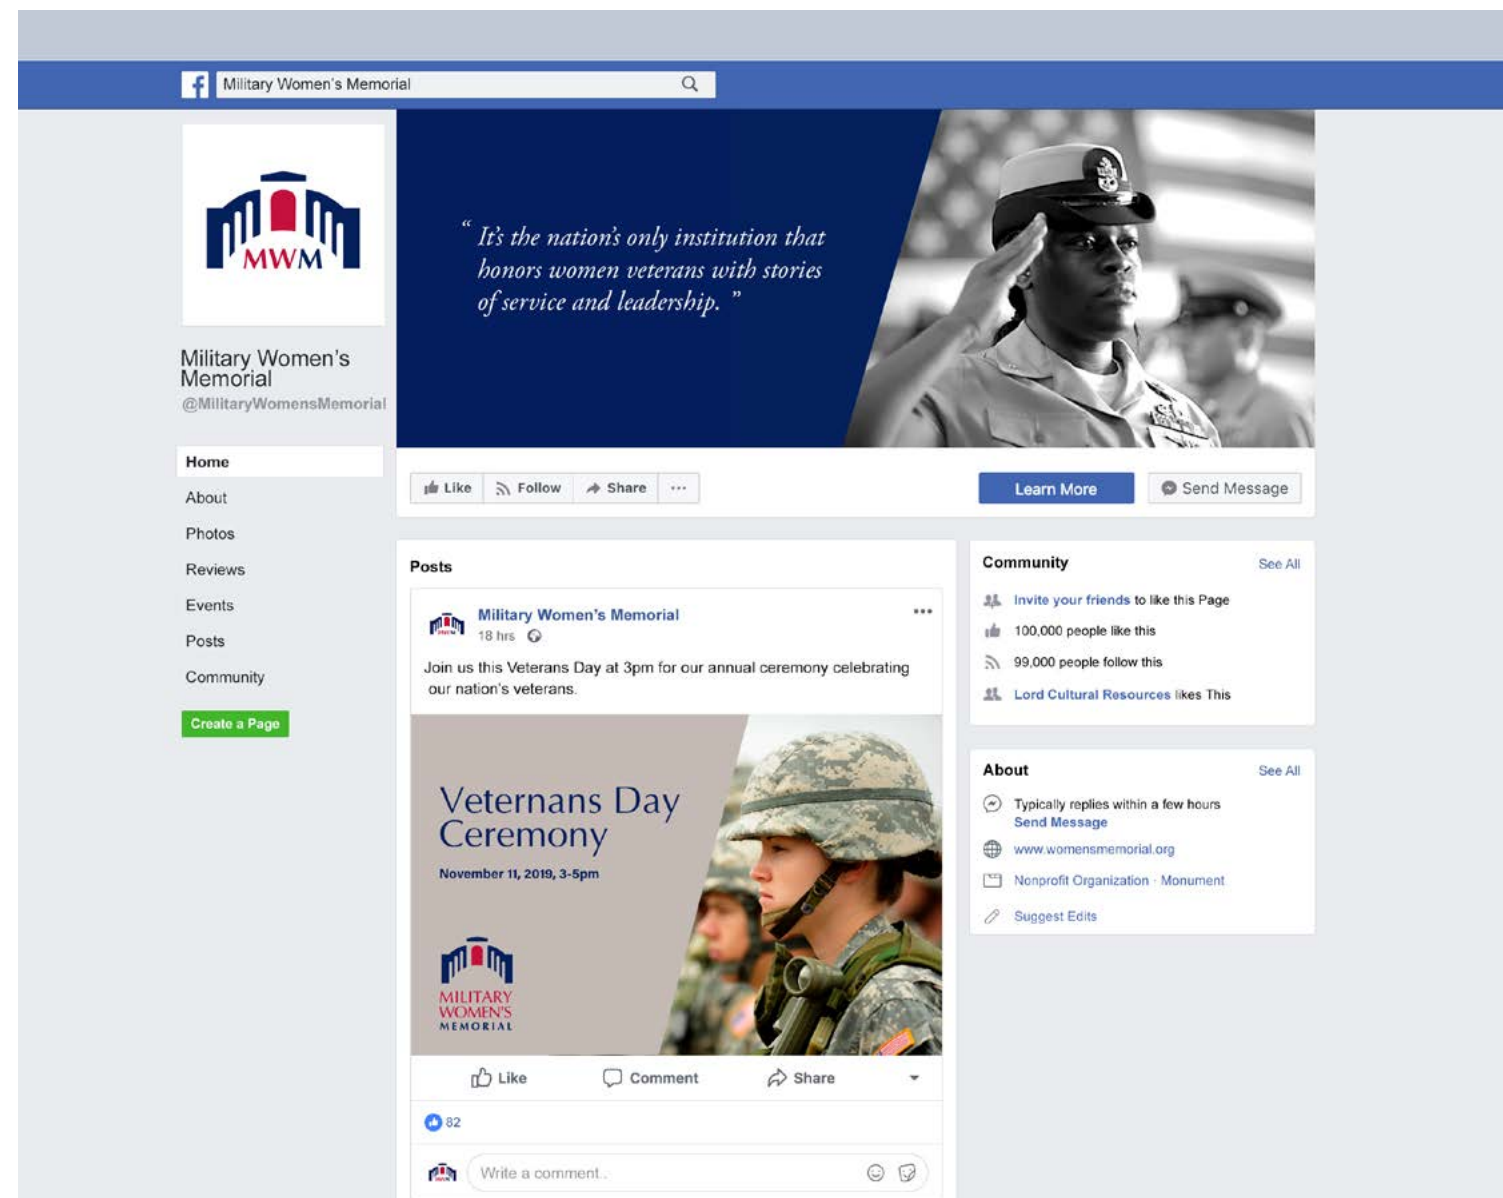 f Military Women's Memorial
MWM
Military Women's
Memorial
@MilitaryWomensMemorial
Home
About
Photos
Reviews
Events
Posts
Community
Create a Page
“ It's the nation's only institution that
honors women veterans with stories
of service and leadership. ”
Like Follow Share ...
Learn More Send Message
Posts
Military Women's Memorial
18 hrs
Join us this Veterans Day at 3pm for our annual ceremony celebrating
our nation's veterans.
Veternans Day
Ceremony
November 11, 2019, 3-5pm
MILITARY
WOMEN'S
MEMORIAL
Like Comment Share
82
Write a comment..
Community See All
Invite your friends to like this Page
100,000 people like this
99,000 people follow this
Lord Cultural Resources likes This
About See All
Typically replies within a few hours
Send Message
www.womensmemorial.org
Nonprofit Organization · Monument
Suggest Edits